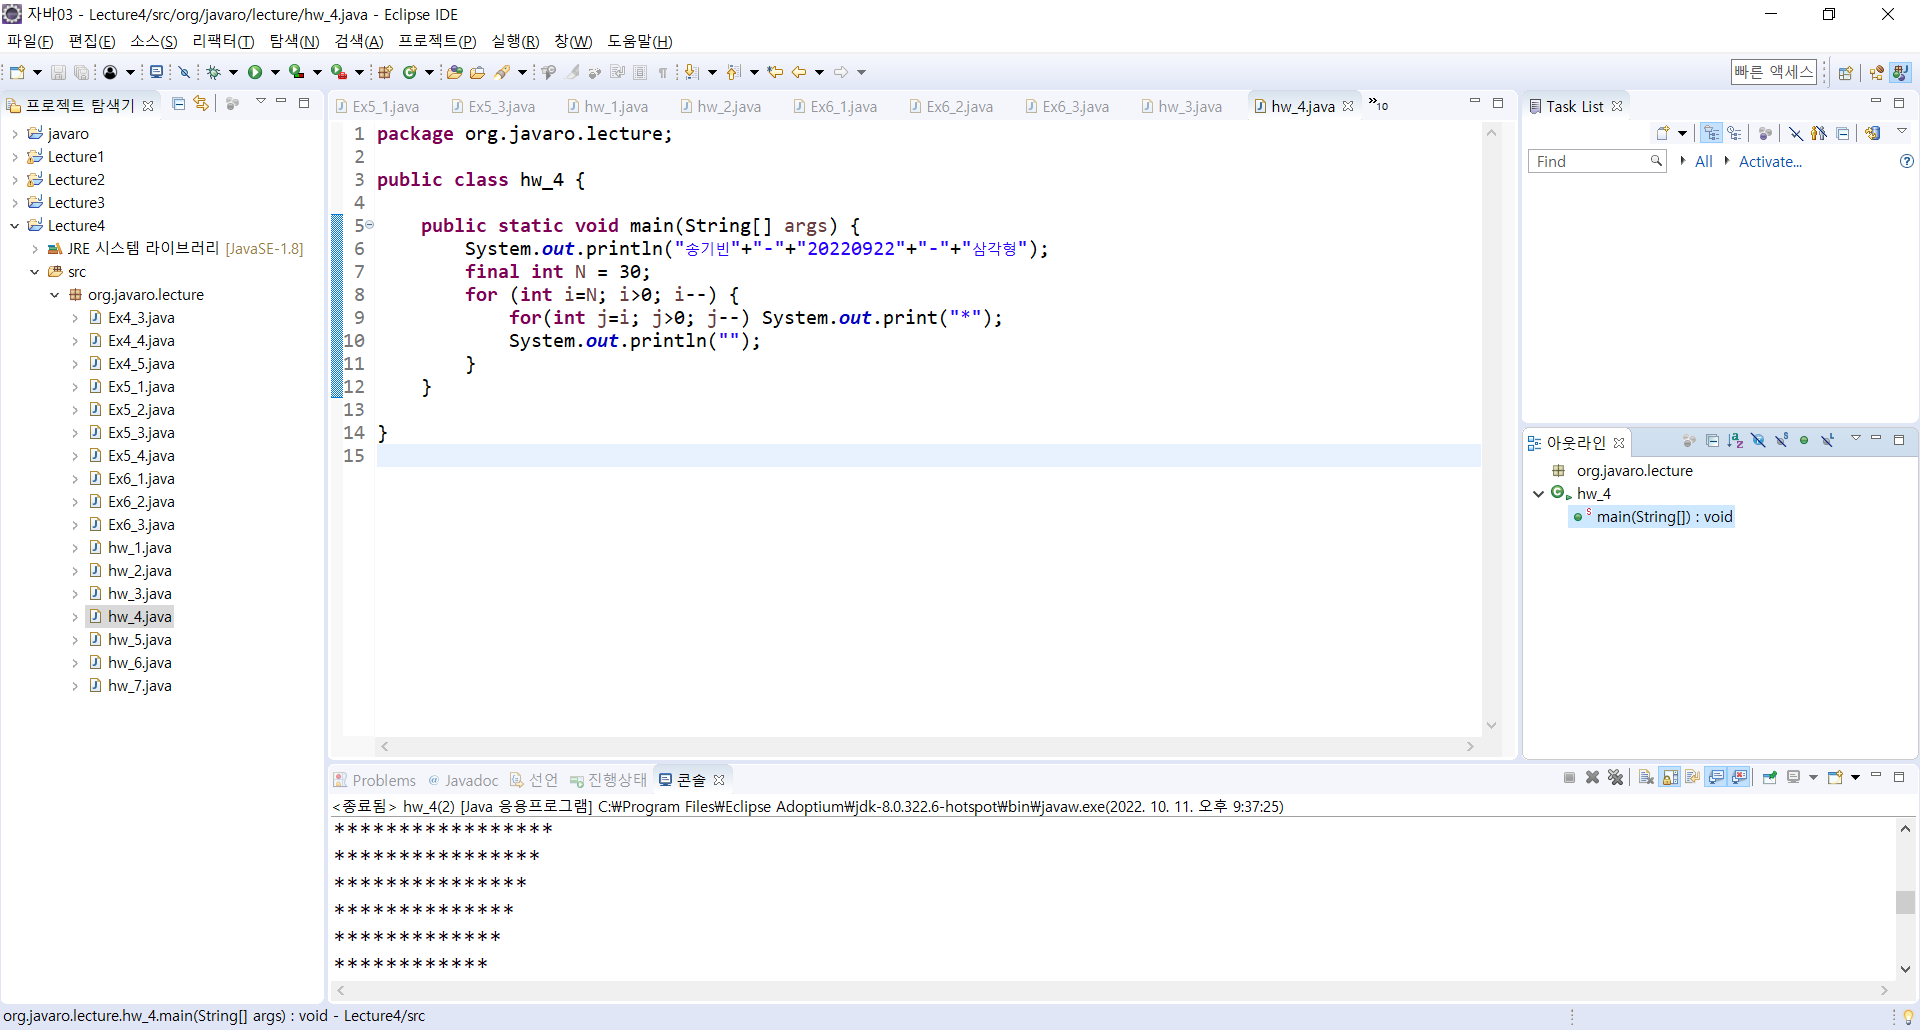 자바03 - Lecture4/src/org/javaro/lecture/hw_4.java - Eclipse IDE
파일(F) 편집(E) 소스(S) 리팩터(T) 탐색(N) 검색(A) 프로젝트(P) 실행(R) 창(W) 도움말(H)
빠른 액세스
프로젝트 탐색기
javaro
Lecture1
Lecture2
Lecture3
Lecture4
JRE 시스템 라이브러리 [JavaSE-1.8]
src
org.javaro.lecture
Ex4_3.java
Ex4_4.java
Ex4_5.java
Ex5_1.java
Ex5_2.java
Ex5_3.java
Ex5_4.java
Ex6_1.java
Ex6_2.java
Ex6_3.java
hw_1.java
hw_2.java
hw_3.java
hw_4.java
hw_5.java
hw_6.java
hw_7.java
Ex5_1.java Ex5_3.java hw_1.java hw_2.java Ex6_1.java Ex6_2.java Ex6_3.java hw_3.java hw_4.java »10
1 package org.javaro.lecture;
2
3 public class hw_4 {
4
5 public static void main(String[] args) {
6 System.out.println("송기빈"+"-"+"20220922"+"-"+"삼각형");
7 final int N = 30;
8 for (int i=N; i>0; i--) {
9 for(int j=i; j>0; j--) System.out.print("*");
10 System.out.println("");
11 }
12 }
13
14 }
15
Task List
Find All Activate...
아웃라인
org.javaro.lecture
hw_4
main(String[]) : void
Problems Javadoc 선언 진행상태 콘솔
<종료됨> hw_4(2) [Java 응용프로그램] C:₩Program Files₩Eclipse Adoptium₩jdk-8.0.322.6-hotspot₩bin₩javaw.exe(2022. 10. 11. 오후 9:37:25)
*****************
****************
***************
**************
*************
************
org.javaro.lecture.hw_4.main(String[] args) : void - Lecture4/src